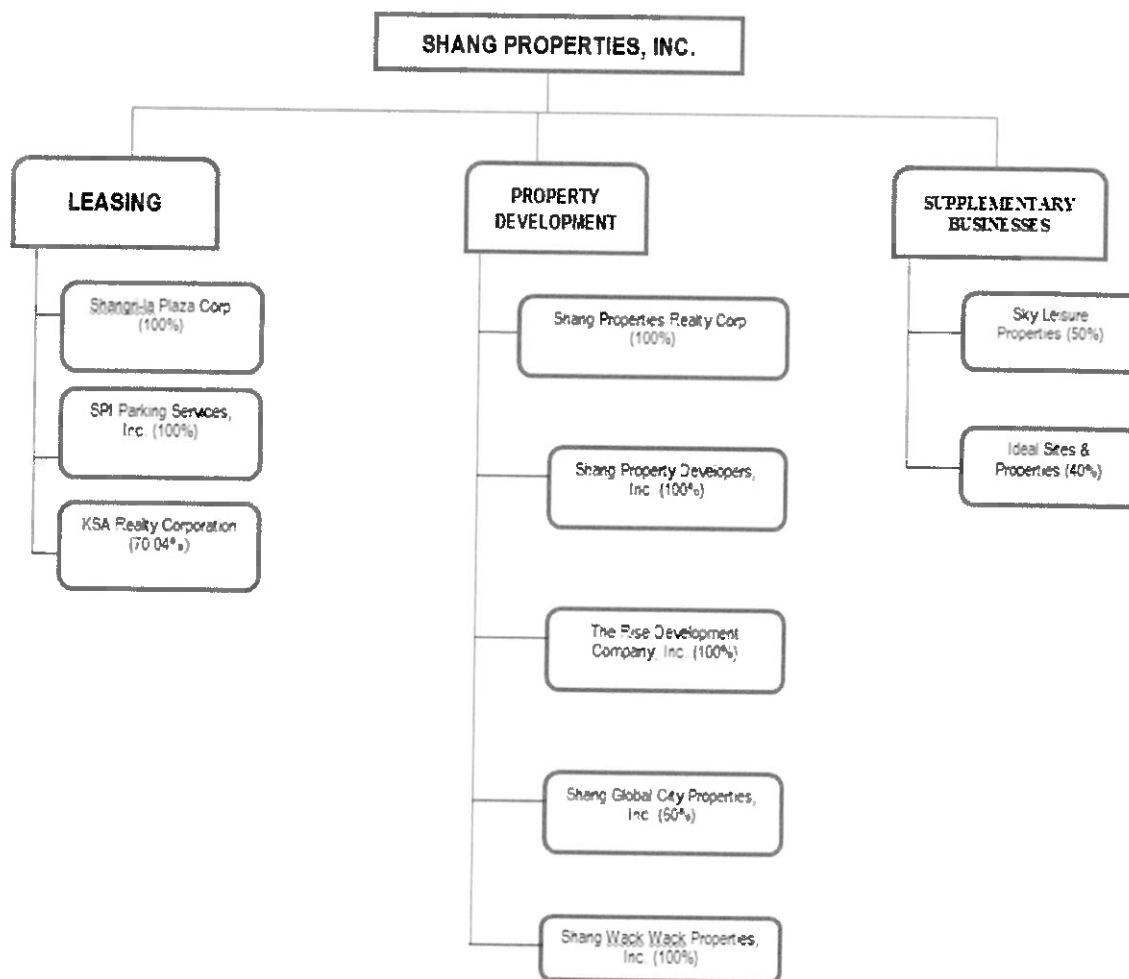 SHANG PROPERTIES, INC.
LEASING
Shangri-la Plaza Corp
(100%)
SPI Parking Services,
Inc. (100%)
KSA Realty Corporation
(70.04%)
PROPERTY
DEVELOPMENT
Shang Properties Realty Corp
(100%)
Shang Property Developers,
Inc. (100%)
The Rise Development
Company, Inc. (100%)
Shang Global City Properties,
Inc. (60%)
Shang Wack Wack Properties,
Inc. (100%)
SUPPLEMENTARY
BUSINESSES
Sky Leisure
Properties (50%)
Ideal Sites &
Properties (40%)